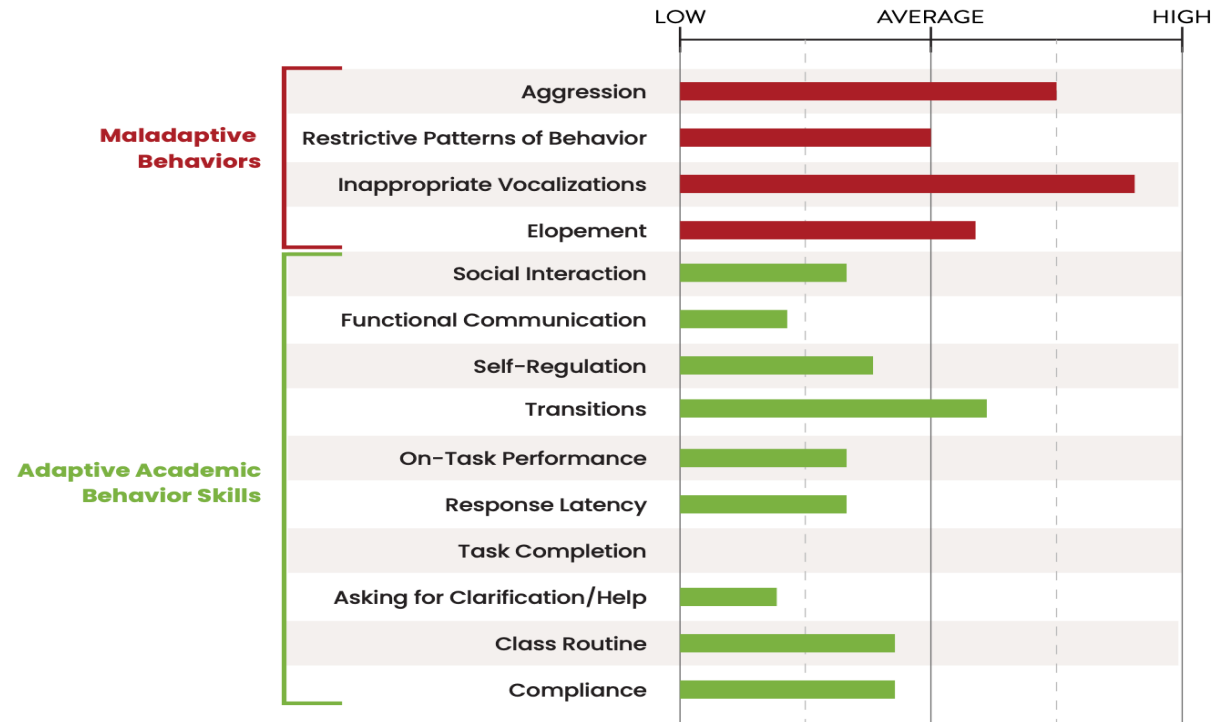 LOW AVERAGE HIGH
Maladaptive
Behaviors
Aggression
Restrictive Patterns of Behavior
Inappropriate Vocalizations
Elopement
Adaptive Academic
Behavior Skills
Social Interaction
Functional Communication
Self-Regulation
Transitions
On-Task Performance
Response Latency
Task Completion
Asking for Clarification/Help
Class Routine
Compliance